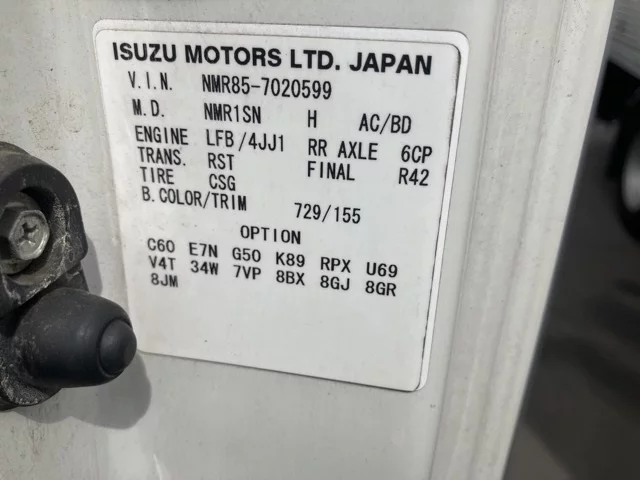 ISUZU MOTORS LTD. JAPAN
V.I.N. NMR85-7020599
M.D. NMR1SN H AC/BD
ENGINE LFB/4JJ1 RR AXLE 6CP
TRANS. RST FINAL R42
TIRE CSG
B.COLOR/TRIM 729/155
OPTION
C60 E7N G50 K89 RPX U69
V4T 34W 7VP 8BX 8GJ 8GR
8JM